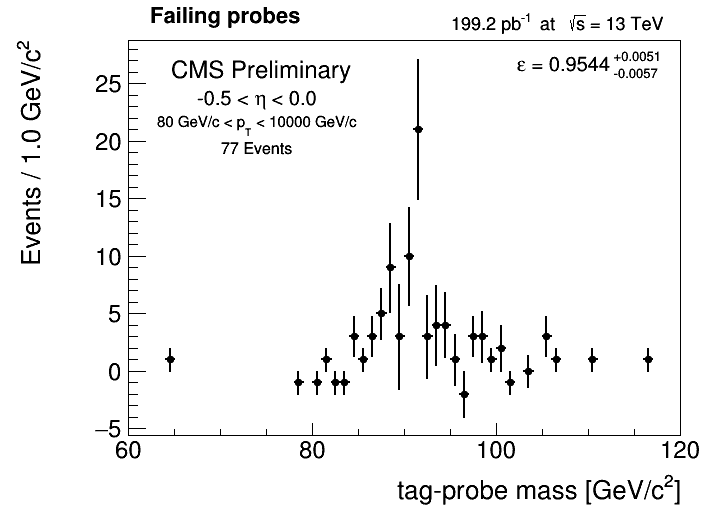 Failing probes
199.2 pb-1 at √s = 13 TeV
CMS Preliminary
-0.5 < η < 0.0
80 GeV/c < pT < 10000 GeV/c
77 Events
ε = 0.9544 +0.0051 -0.0057
Events / 1.0 GeV/c2
25
20
15
10
5
0
−5
60 80 100 120
tag-probe mass [GeV/c2]